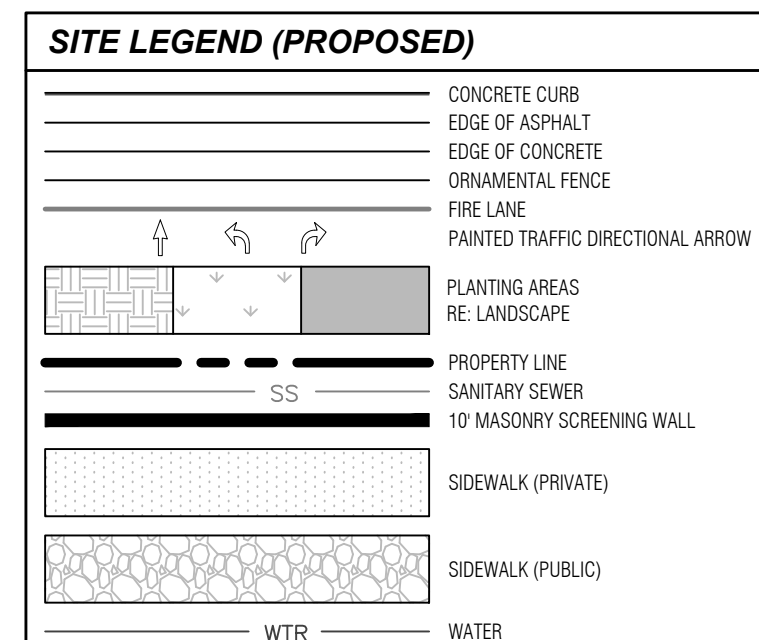 SITE LEGEND (PROPOSED)
CONCRETE CURB
EDGE OF ASPHALT
EDGE OF CONCRETE
ORNAMENTAL FENCE
FIRE LANE
PAINTED TRAFFIC DIRECTIONAL ARROW
PLANTING AREAS
RE: LANDSCAPE
PROPERTY LINE
SS SANITARY SEWER
10' MASONRY SCREENING WALL
SIDEWALK (PRIVATE)
SIDEWALK (PUBLIC)
WTR WATER